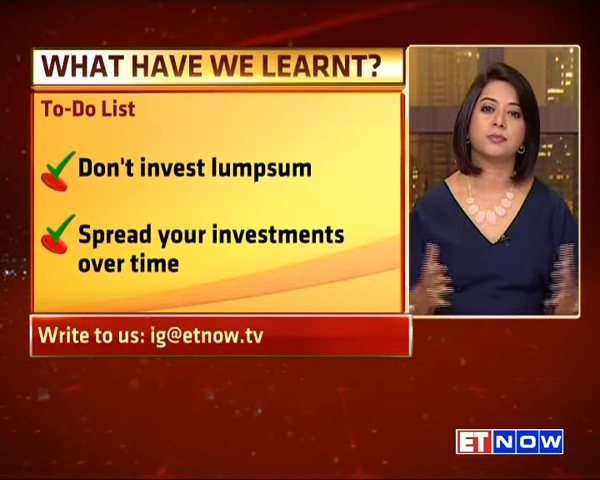 WHAT HAVE WE LEARNT?
To-Do List
Don't invest lumpsum
Spread your investments
over time
Write to us: ig@etnow.tv
ET NOW